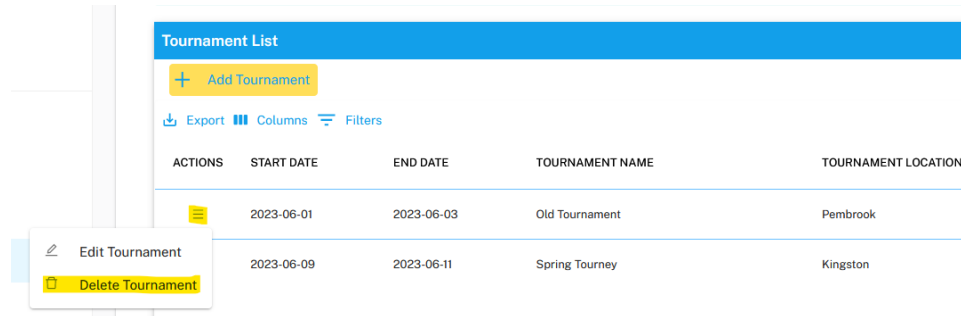 Tournament List
Add Tournament
Export Columns Filters
ACTIONS START DATE END DATE TOURNAMENT NAME TOURNAMENT LOCATION
2023-06-01 2023-06-03 Old Tournament Pembrook
Edit Tournament
2023-06-09 2023-06-11 Spring Tourney Kingston
Delete Tournament